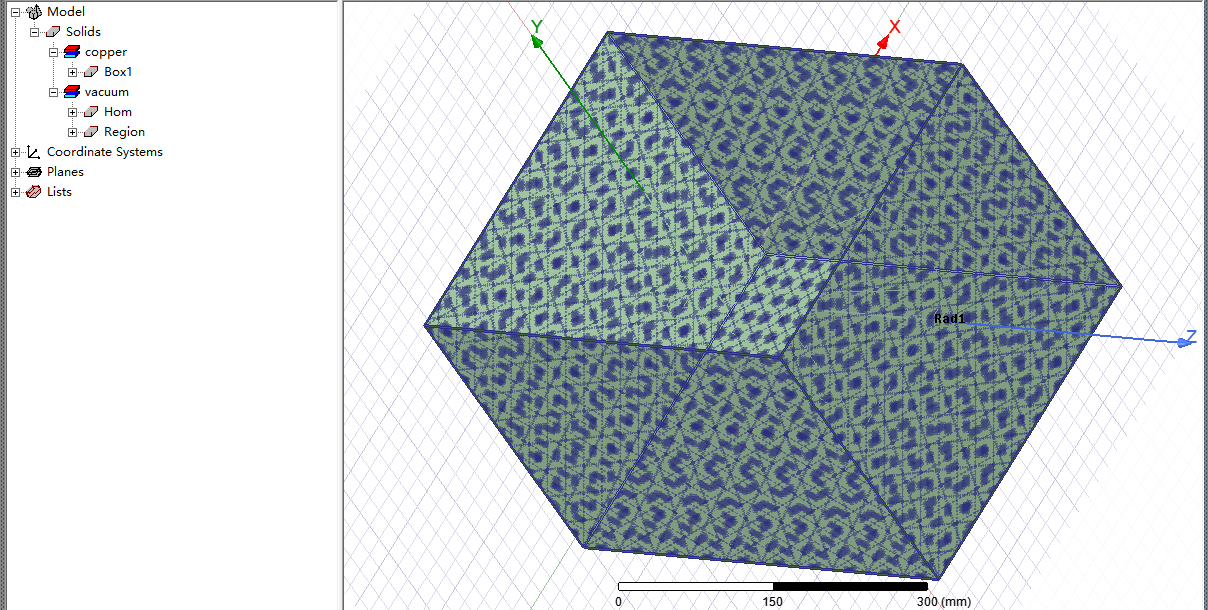 Model
Solids
copper
Box1
vacuum
Hom
Region
Coordinate Systems
Planes
Lists
Y
X
Rad1
Z
0 150 300 (mm)